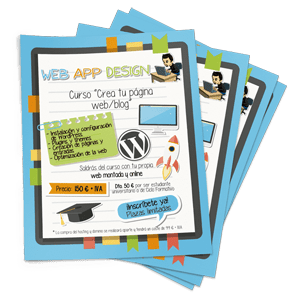 WEB APP DESIGN
Curso "Crea tu página
web/blog"
- Instalación y configuración
de WordPress
- Plugins y themes
- Creación de páginas y
entradas
- Optimización de la web
Saldrás del curso con tu propia
web montada y online
Precio: 150 € + IVA
Dto. 50 € por ser estudiante
universitario o de Ciclo Formativo
¡Inscríbete ya!
Plazas limitadas